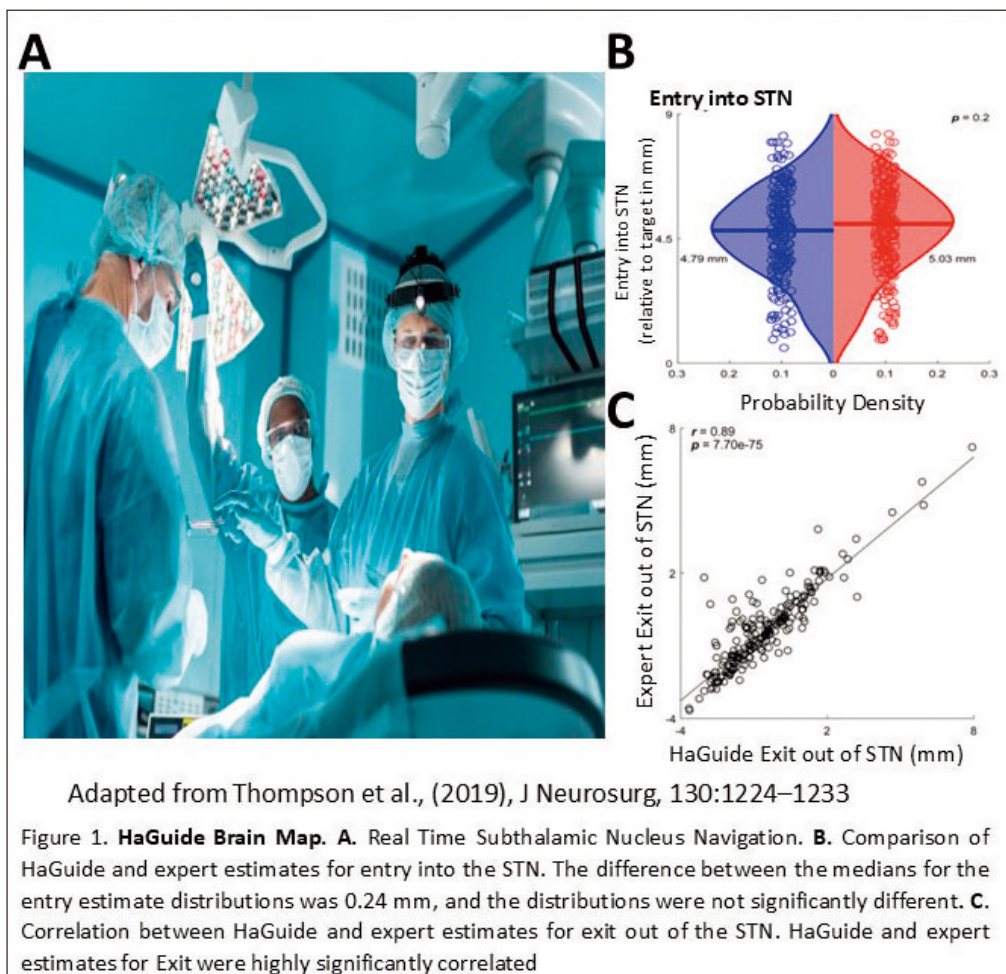 A
B
Entry into STN
p = 0.2
9
4.5
0
Entry into STN
(relative to target in mm)
4.79 mm
5.03 mm
0.3 0.2 0.1 0 0.1 0.2 0.3
Probability Density
C
r = 0.89
p = 7.70e-75
8
2
-4
Expert Exit out of STN (mm)
-4 2 8
HaGuide Exit out of STN (mm)
Adapted from Thompson et al., (2019), J Neurosurg, 130:1224–1233
Figure 1. HaGuide Brain Map. A. Real Time Subthalamic Nucleus Navigation. B. Comparison of
HaGuide and expert estimates for entry into the STN. The difference between the medians for the
entry estimate distributions was 0.24 mm, and the distributions were not significantly different. C.
Correlation between HaGuide and expert estimates for exit out of the STN. HaGuide and expert
estimates for Exit were highly significantly correlated